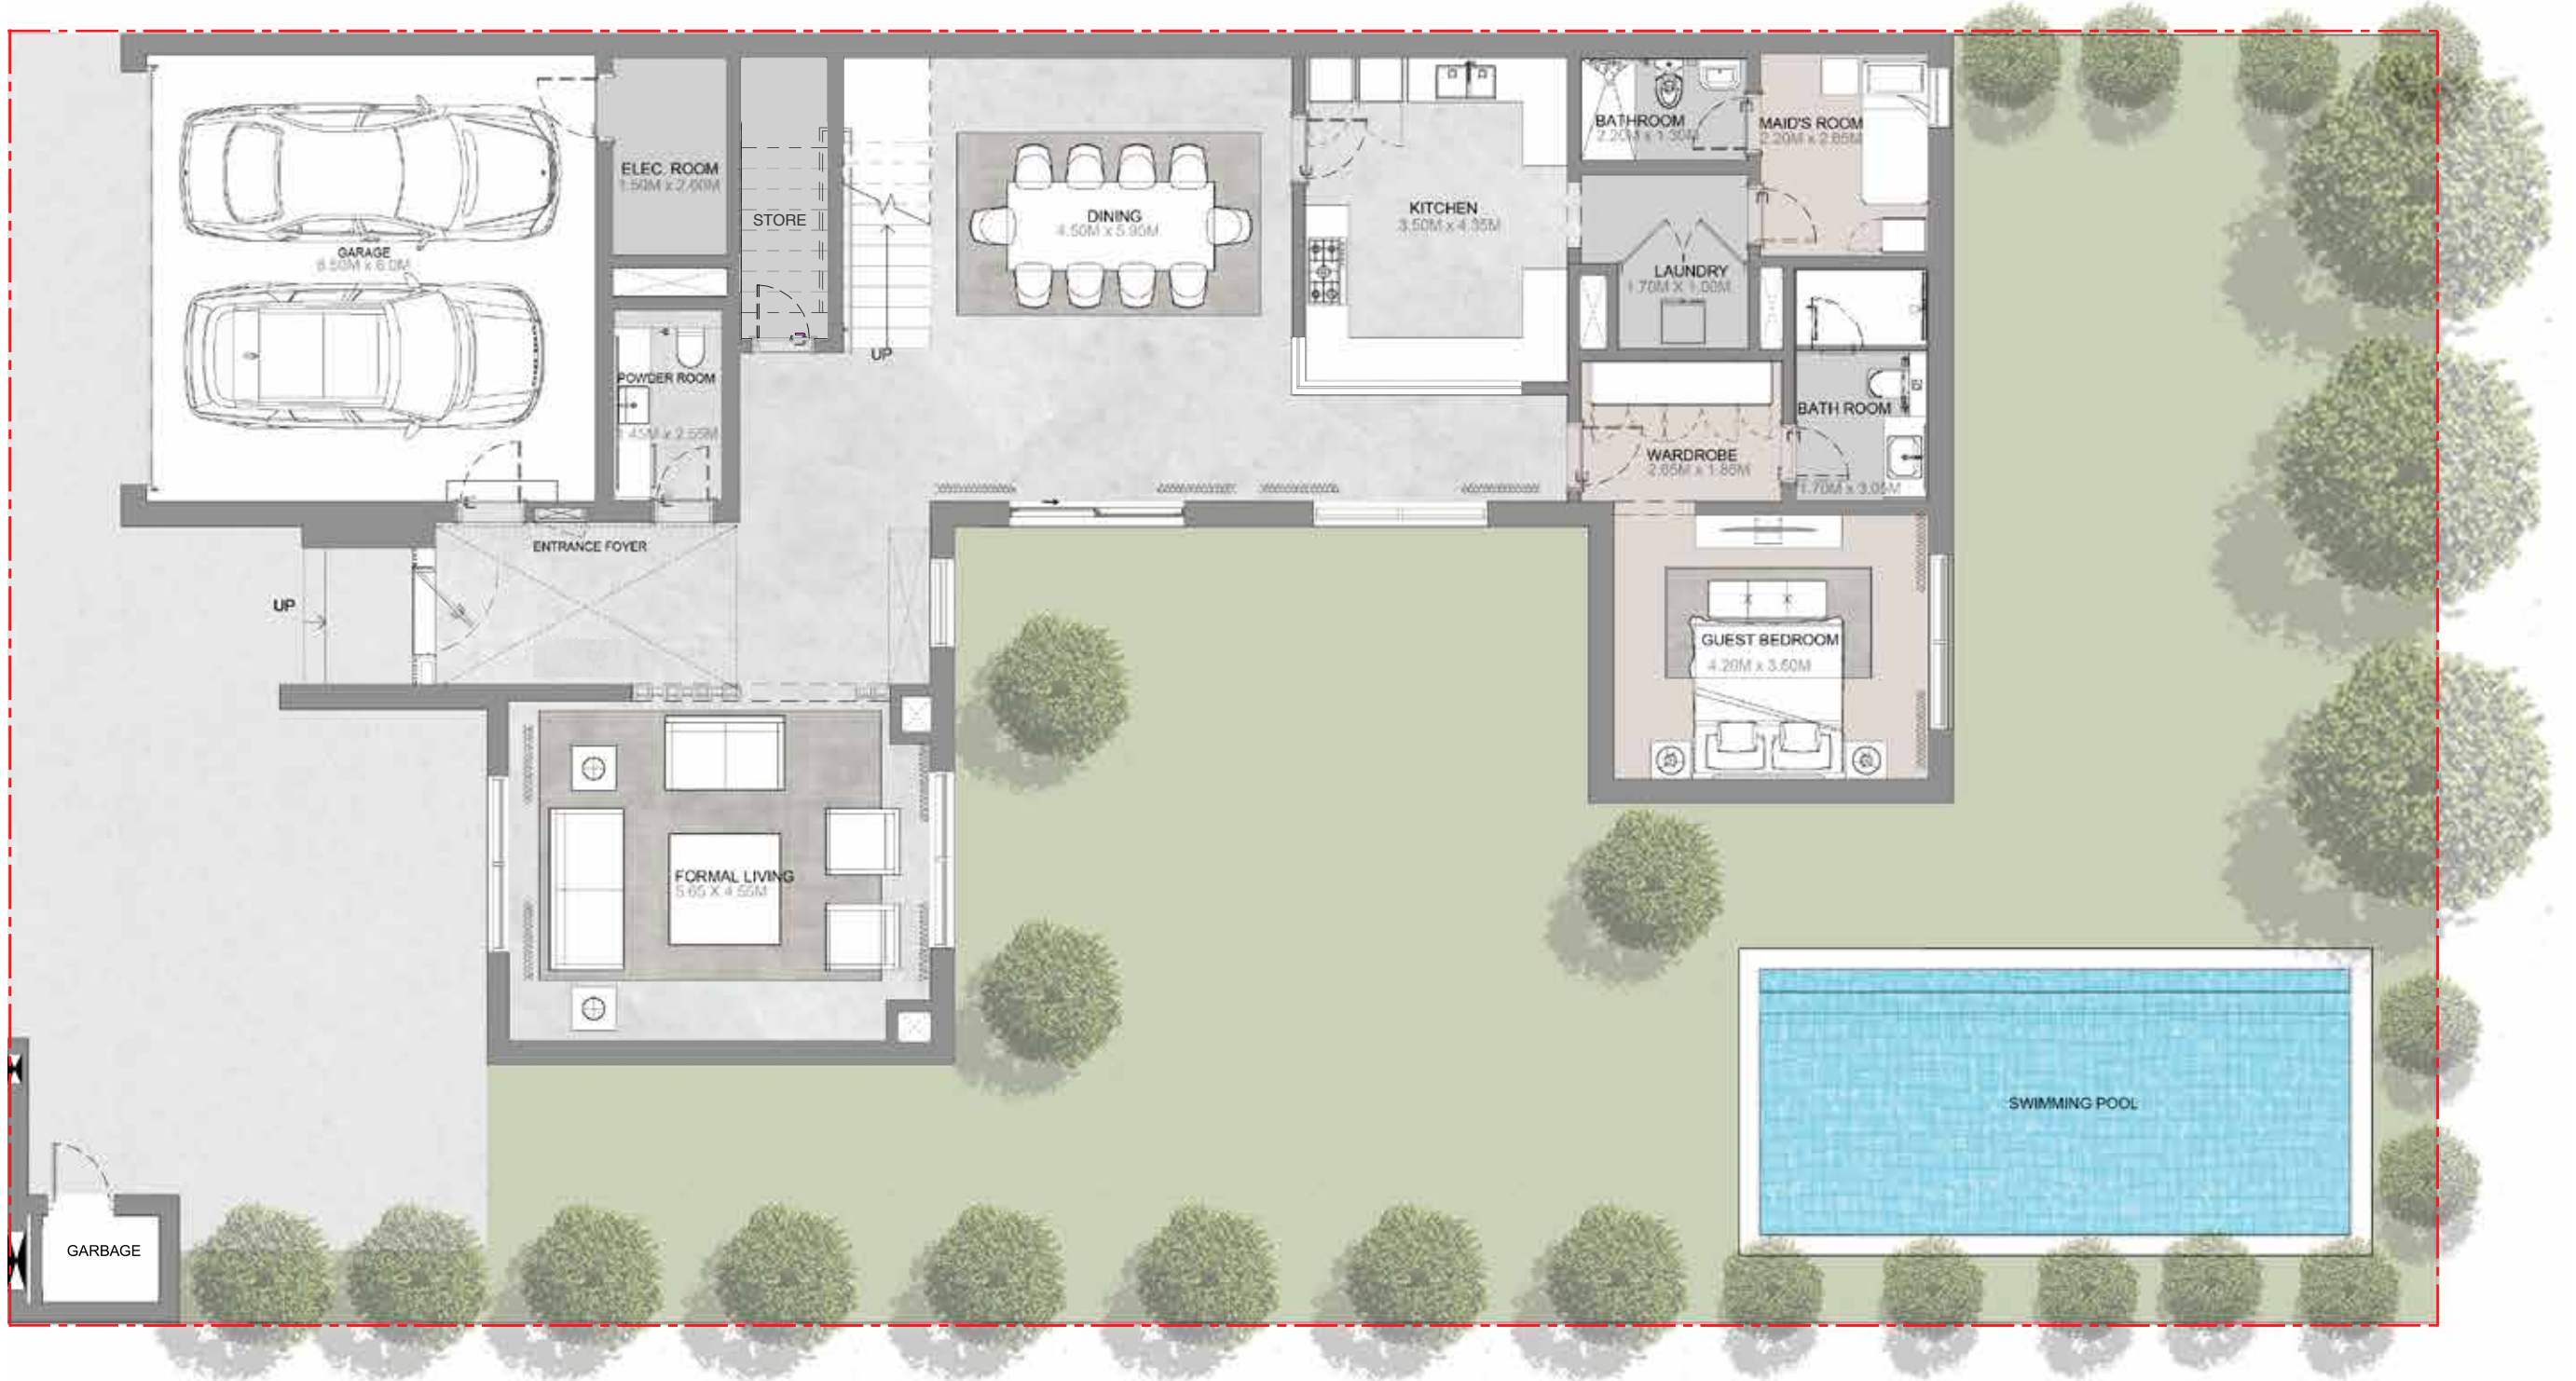 BATHROOM
2.20M x 1.30M
MAID'S ROOM
2.20M x 2.85M
ELEC. ROOM
1.50M x 2.60M
STORE
DINING
4.50M x 5.95M
KITCHEN
3.50M x 4.35M
GARAGE
6.50M x 6.0M
LAUNDRY
1.70M X 1.00M
UP
POWDER ROOM
1.45M x 2.55M
BATH ROOM
1.70M x 3.05M
WARDROBE
2.65M x 1.85M
ENTRANCE FOYER
UP
GUEST BEDROOM
4.20M x 3.60M
FORMAL LIVING
5.65 X 4.55M
SWIMMING POOL
GARBAGE